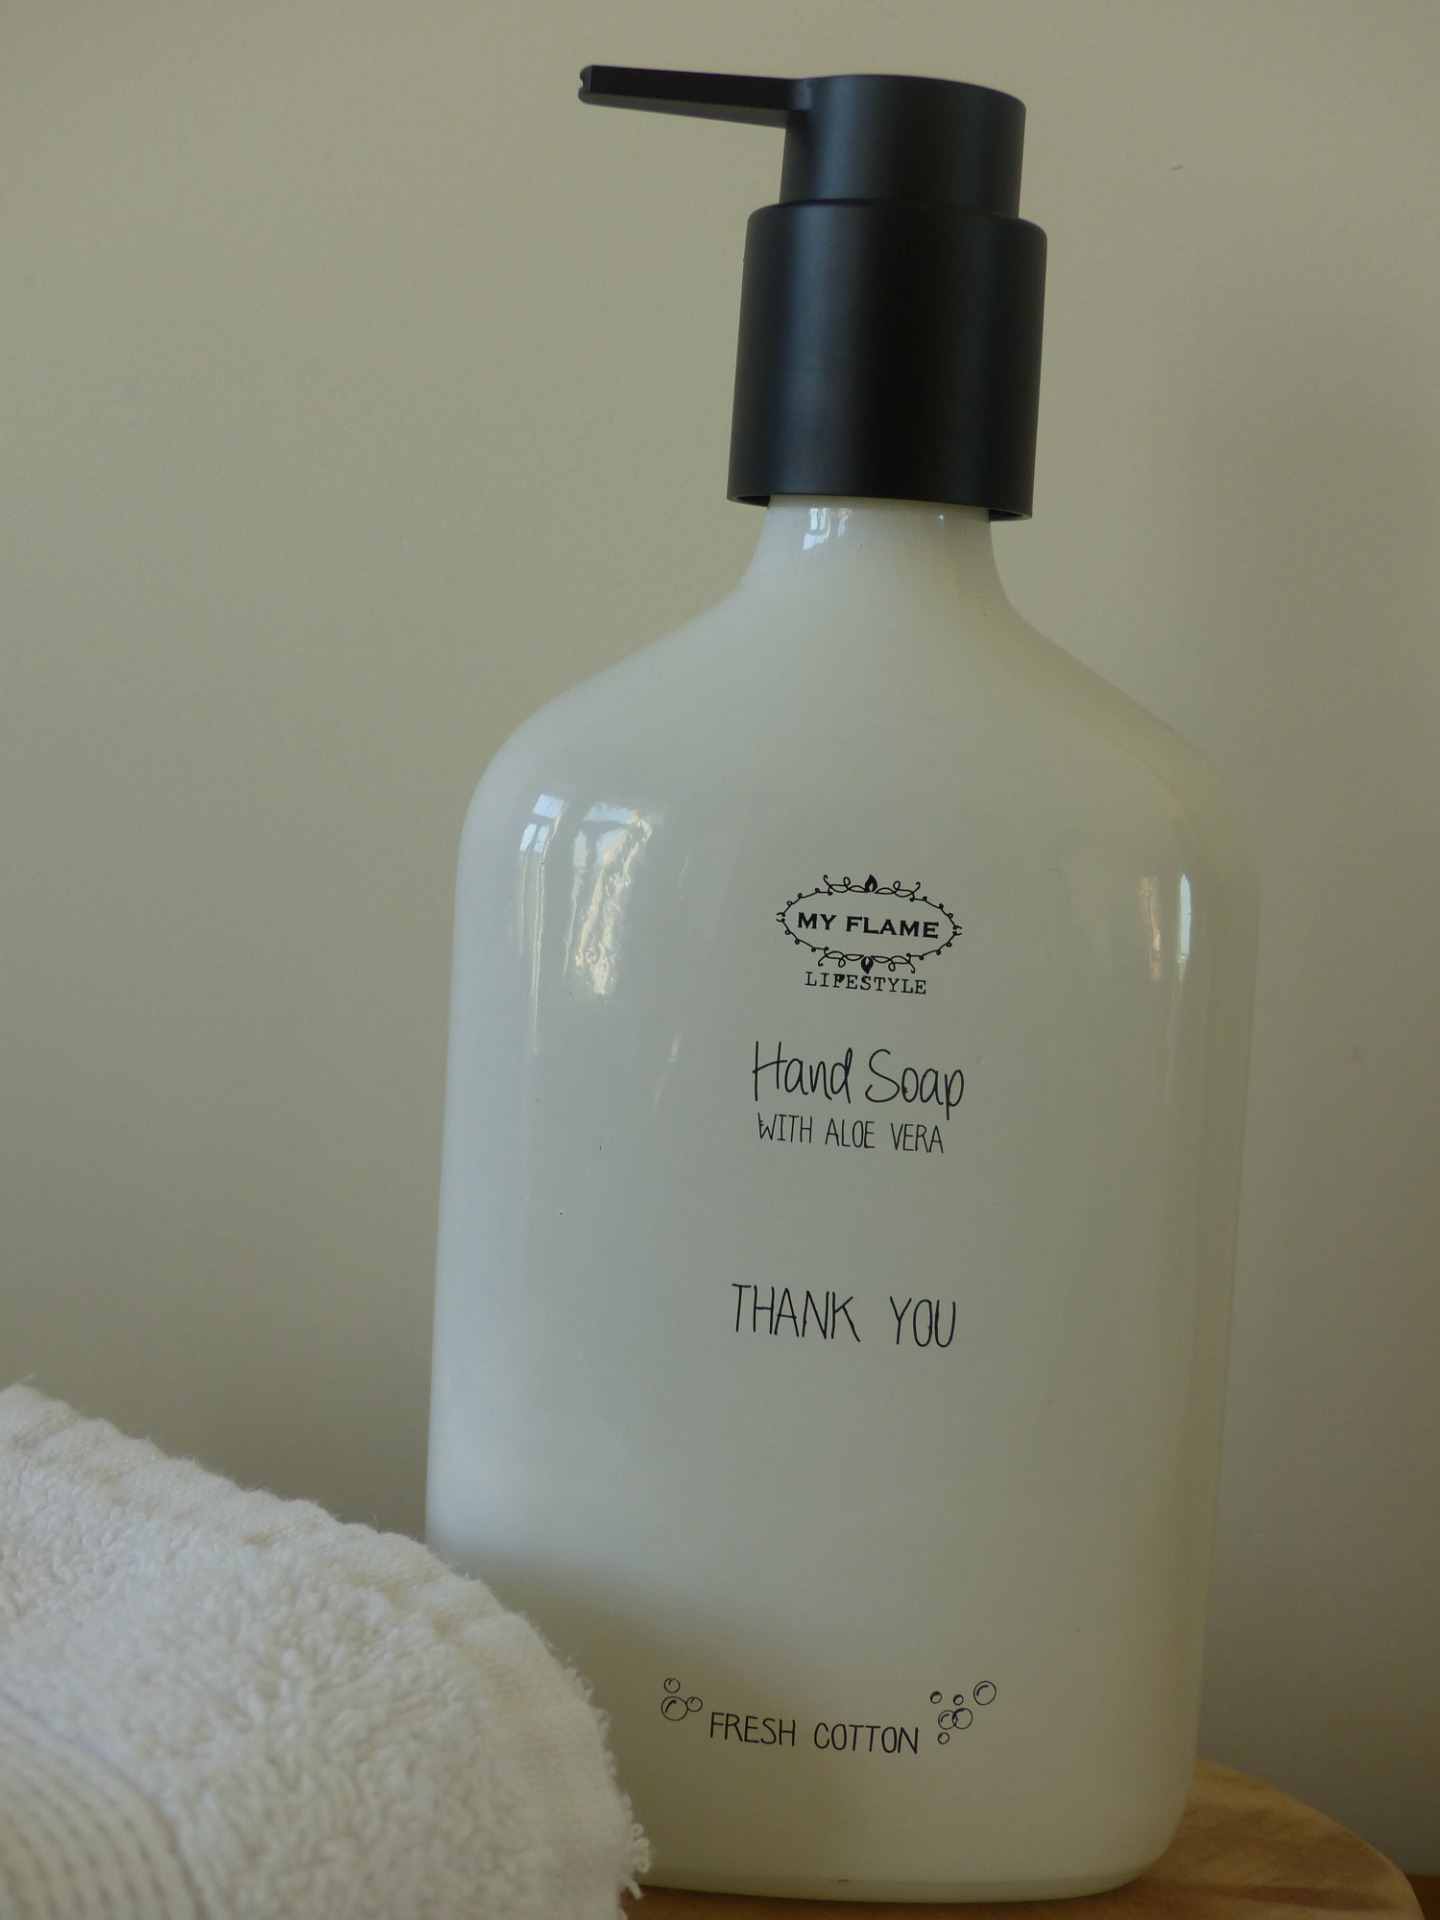 MY FLAME
LIFESTYLE
Hand Soap
WITH ALOE VERA
THANK YOU
FRESH COTTON